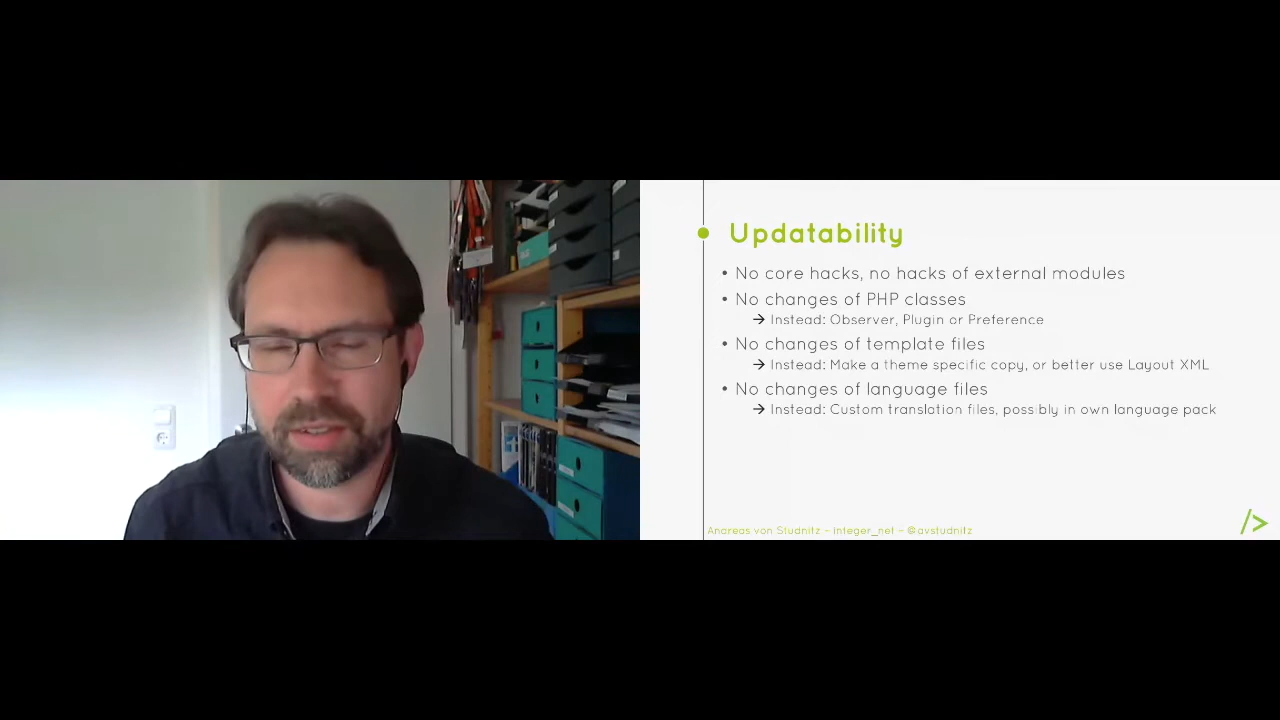 Updatability
• No core hacks, no hacks of external modules
• No changes of PHP classes
→ Instead: Observer, Plugin or Preference
• No changes of template files
→ Instead: Make a theme specific copy, or better use Layout XML
• No changes of language files
→ Instead: Custom translation files, possibly in own language pack
Andreas von Studnitz – integer_net – @avstudnitz
/>